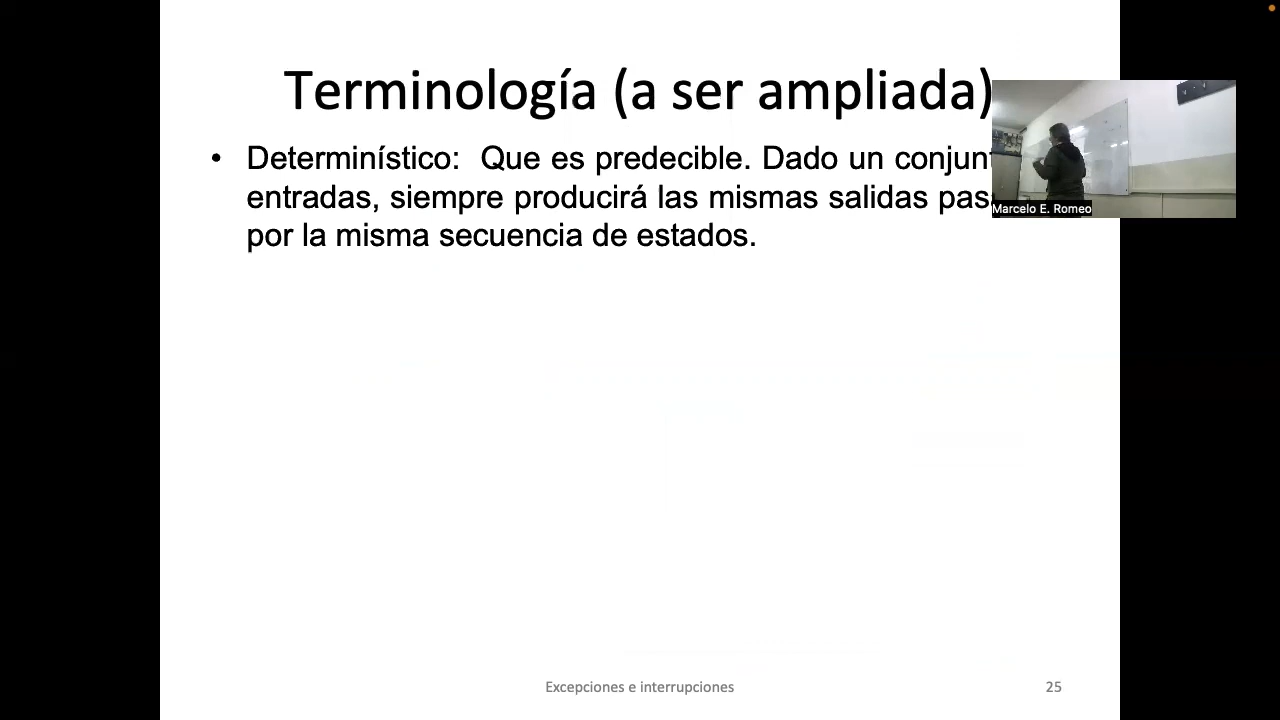 Terminología (a ser ampliada)
• Determinístico: Que es predecible. Dado un conjunt
entradas, siempre producirá las mismas salidas pas
por la misma secuencia de estados.
Marcelo E. Romeo
Excepciones e interrupciones
25